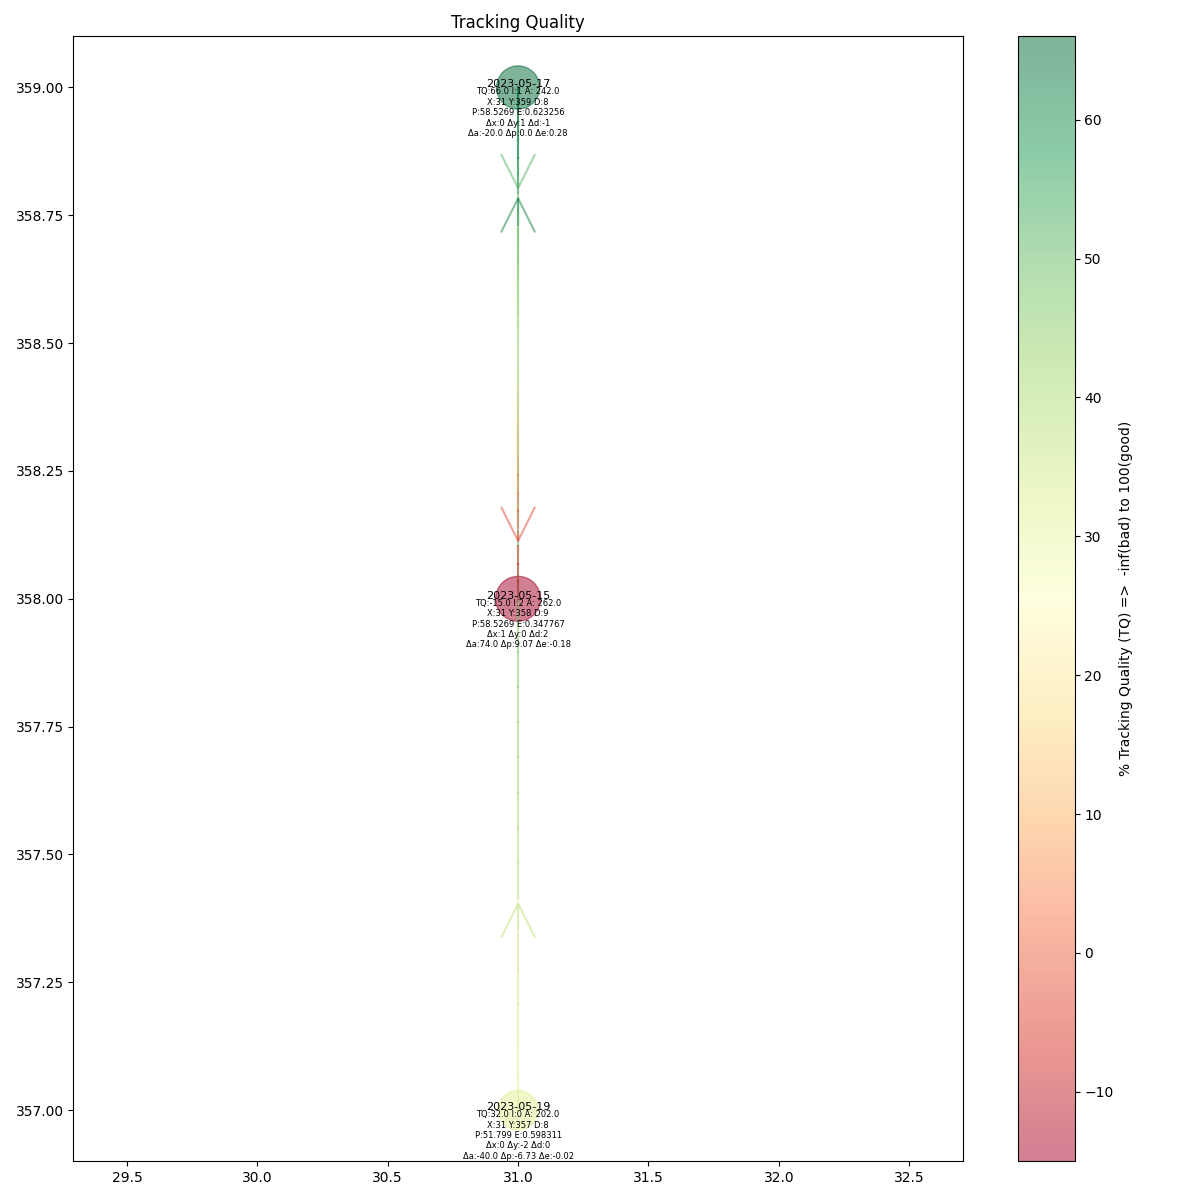 Tracking Quality
359.00
358.75
358.50
358.25
358.00
357.75
357.50
357.25
357.00
2023-05-17
TQ:66.0 I:1 A: 242.0
X:31 Y:359 D:8
P:58.5269 E:0.623256
Δx:0 Δy:1 Δd:-1
Δa:-20.0 Δp:0.0 Δe:0.28
2023-05-15
TQ:-15.0 I:2 A: 262.0
X:31 Y:358 D:9
P:58.5269 E:0.347767
Δx:1 Δy:0 Δd:2
Δa:74.0 Δp:9.07 Δe:-0.18
2023-05-19
TQ:32.0 I:0 A: 202.0
X:31 Y:357 D:8
P:51.799 E:0.598311
Δx:0 Δy:-2 Δd:0
Δa:-40.0 Δp:-6.73 Δe:-0.02
29.5 30.0 30.5 31.0 31.5 32.0 32.5
60
50
40
30
20
10
0
−10
% Tracking Quality (TQ) => -inf(bad) to 100(good)